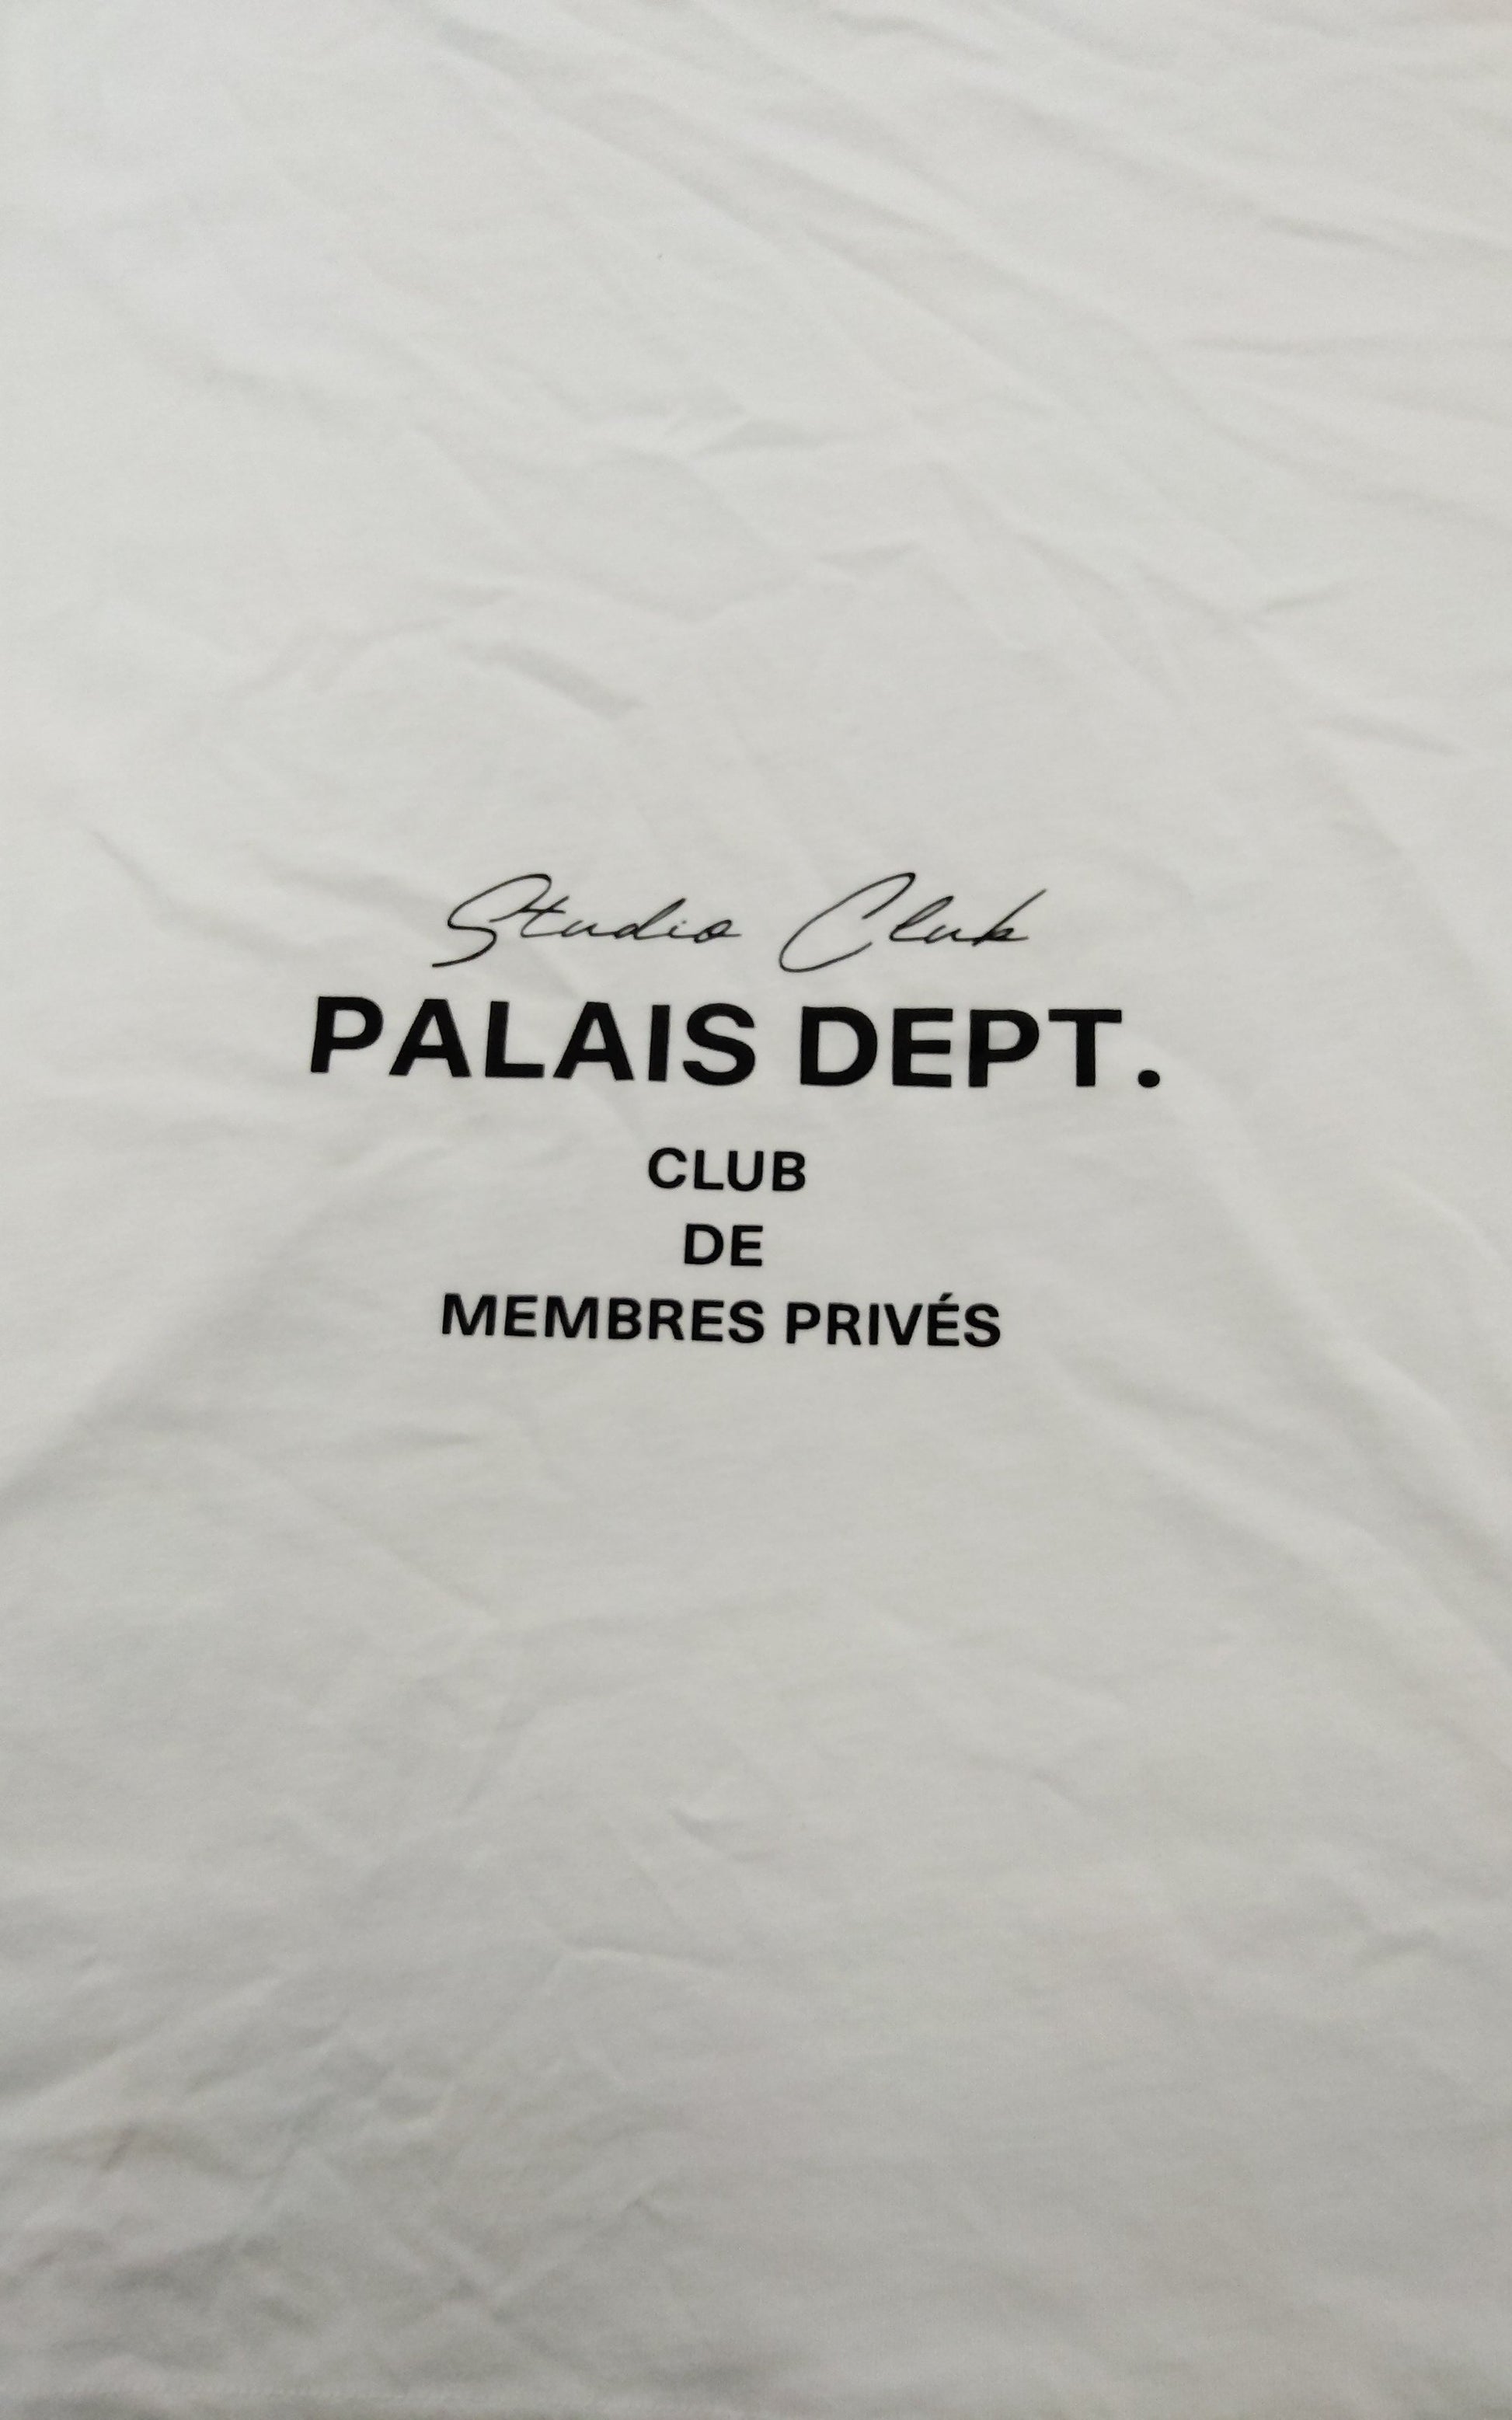 Studio Club
PALAIS DEPT.
CLUB
DE
MEMBRES PRIVÉS